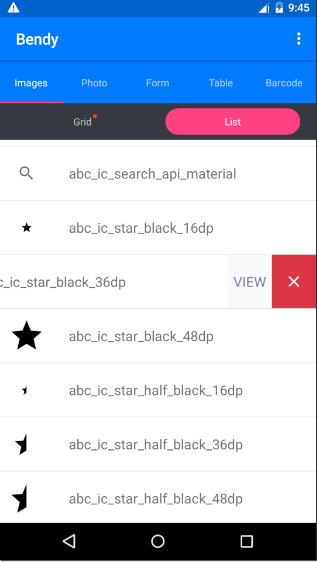 9:45
Bendy
Images Photo Form Table Barcode
Grid List
abc_ic_search_api_material
abc_ic_star_black_16dp
c_ic_star_black_36dp VIEW
abc_ic_star_black_48dp
abc_ic_star_half_black_16dp
abc_ic_star_half_black_36dp
abc_ic_star_half_black_48dp